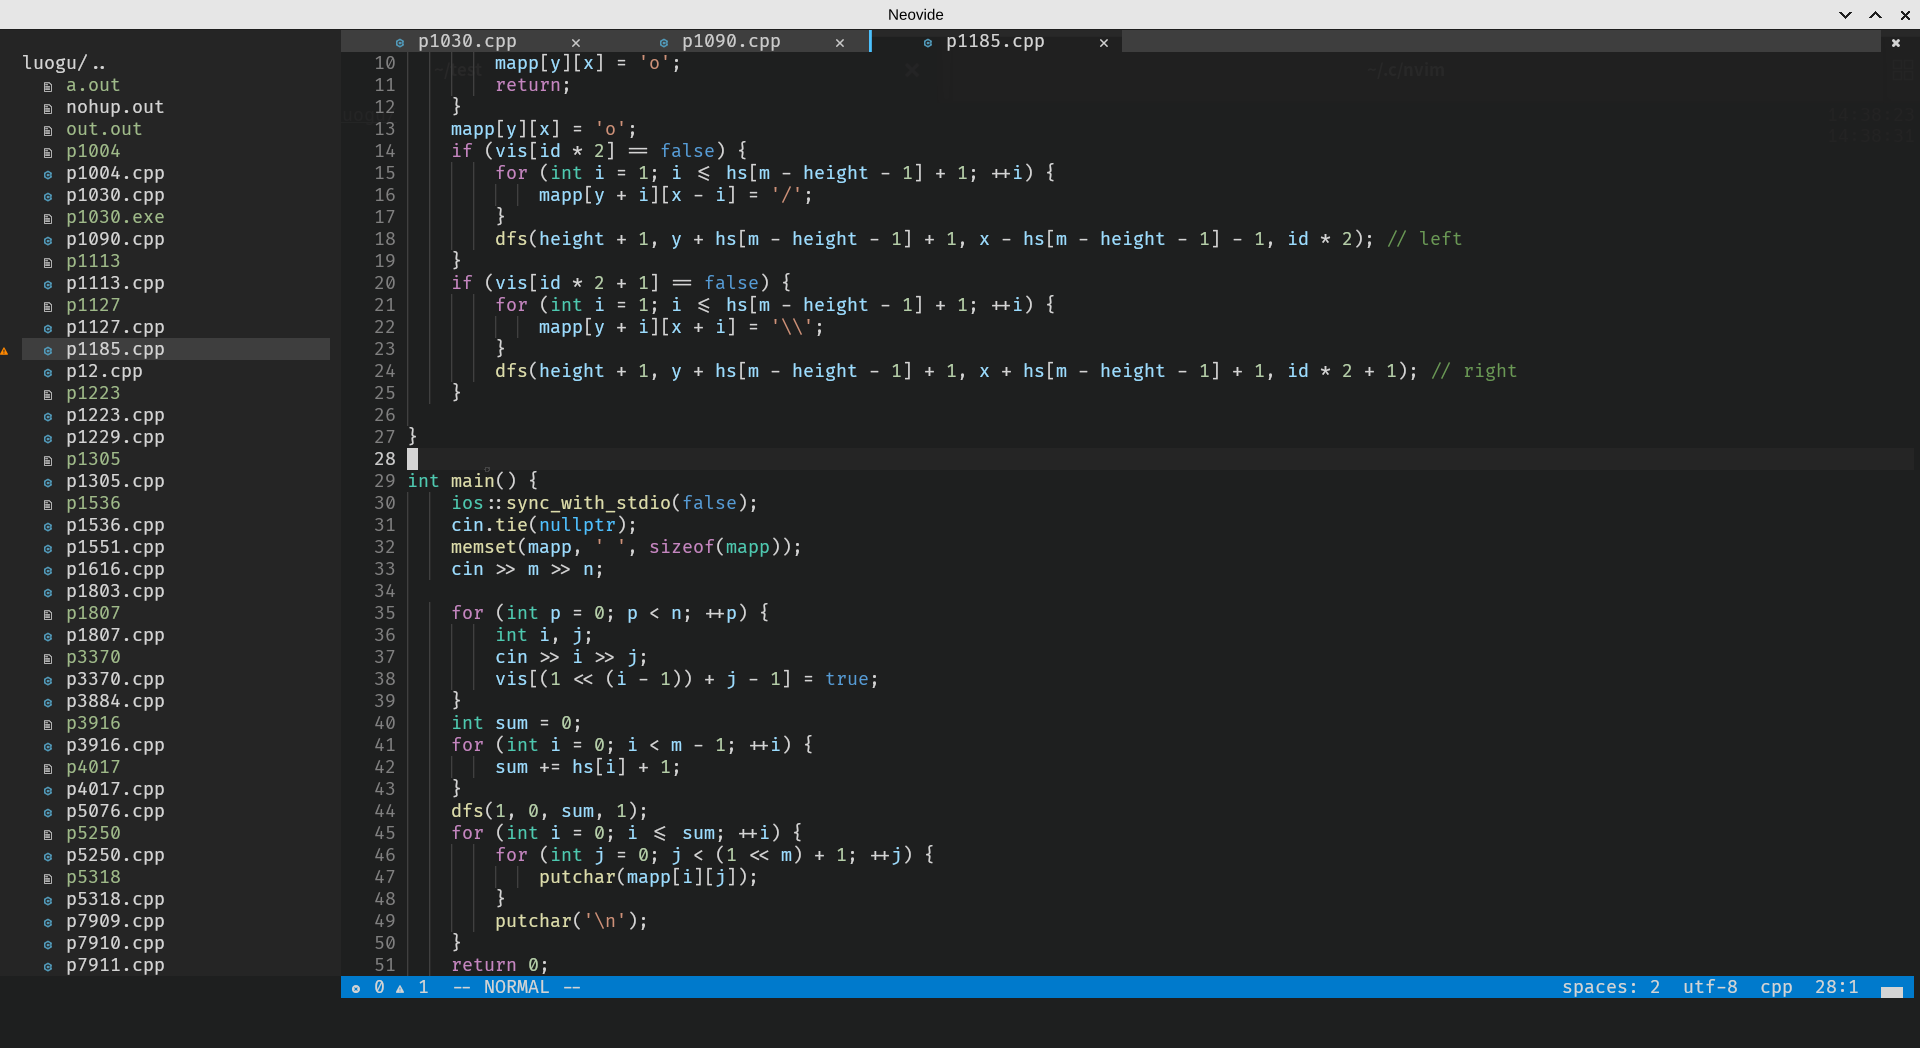 Neovide
p1030.cpp × p1090.cpp × p1185.cpp ×
luogu/..
a.out
nohup.out
out.out
p1004
p1004.cpp
p1030.cpp
p1030.exe
p1090.cpp
p1113
p1113.cpp
p1127
p1127.cpp
p1185.cpp
p12.cpp
p1223
p1223.cpp
p1229.cpp
p1305
p1305.cpp
p1536
p1536.cpp
p1551.cpp
p1616.cpp
p1803.cpp
p1807
p1807.cpp
p3370
p3370.cpp
p3884.cpp
p3916
p3916.cpp
p4017
p4017.cpp
p5076.cpp
p5250
p5250.cpp
p5318
p5318.cpp
p7909.cpp
p7910.cpp
p7911.cpp
~/test ~/.c/nvim
10         mapp[y][x] = 'o';
11         return;
12     }
13     mapp[y][x] = 'o';
14     if (vis[id * 2] == false) {
15         for (int i = 1; i <= hs[m - height - 1] + 1; ++i) {
16             mapp[y + i][x - i] = '/';
17         }
18         dfs(height + 1, y + hs[m - height - 1] + 1, x - hs[m - height - 1] - 1, id * 2); // left
19     }
20     if (vis[id * 2 + 1] == false) {
21         for (int i = 1; i <= hs[m - height - 1] + 1; ++i) {
22             mapp[y + i][x + i] = '\\';
23         }
24         dfs(height + 1, y + hs[m - height - 1] + 1, x + hs[m - height - 1] + 1, id * 2 + 1); // right
25     }
26
27 }
28
29 int main() {
30     ios::sync_with_stdio(false);
31     cin.tie(nullptr);
32     memset(mapp, ' ', sizeof(mapp));
33     cin >> m >> n;
34
35     for (int p = 0; p < n; ++p) {
36         int i, j;
37         cin >> i >> j;
38         vis[(1 << (i - 1)) + j - 1] = true;
39     }
40     int sum = 0;
41     for (int i = 0; i < m - 1; ++i) {
42         sum += hs[i] + 1;
43     }
44     dfs(1, 0, sum, 1);
45     for (int i = 0; i <= sum; ++i) {
46         for (int j = 0; j < (1 << m) + 1; ++j) {
47             putchar(mapp[i][j]);
48         }
49         putchar('\n');
50     }
51     return 0;
0 1 -- NORMAL -- spaces: 2 utf-8 cpp 28:1